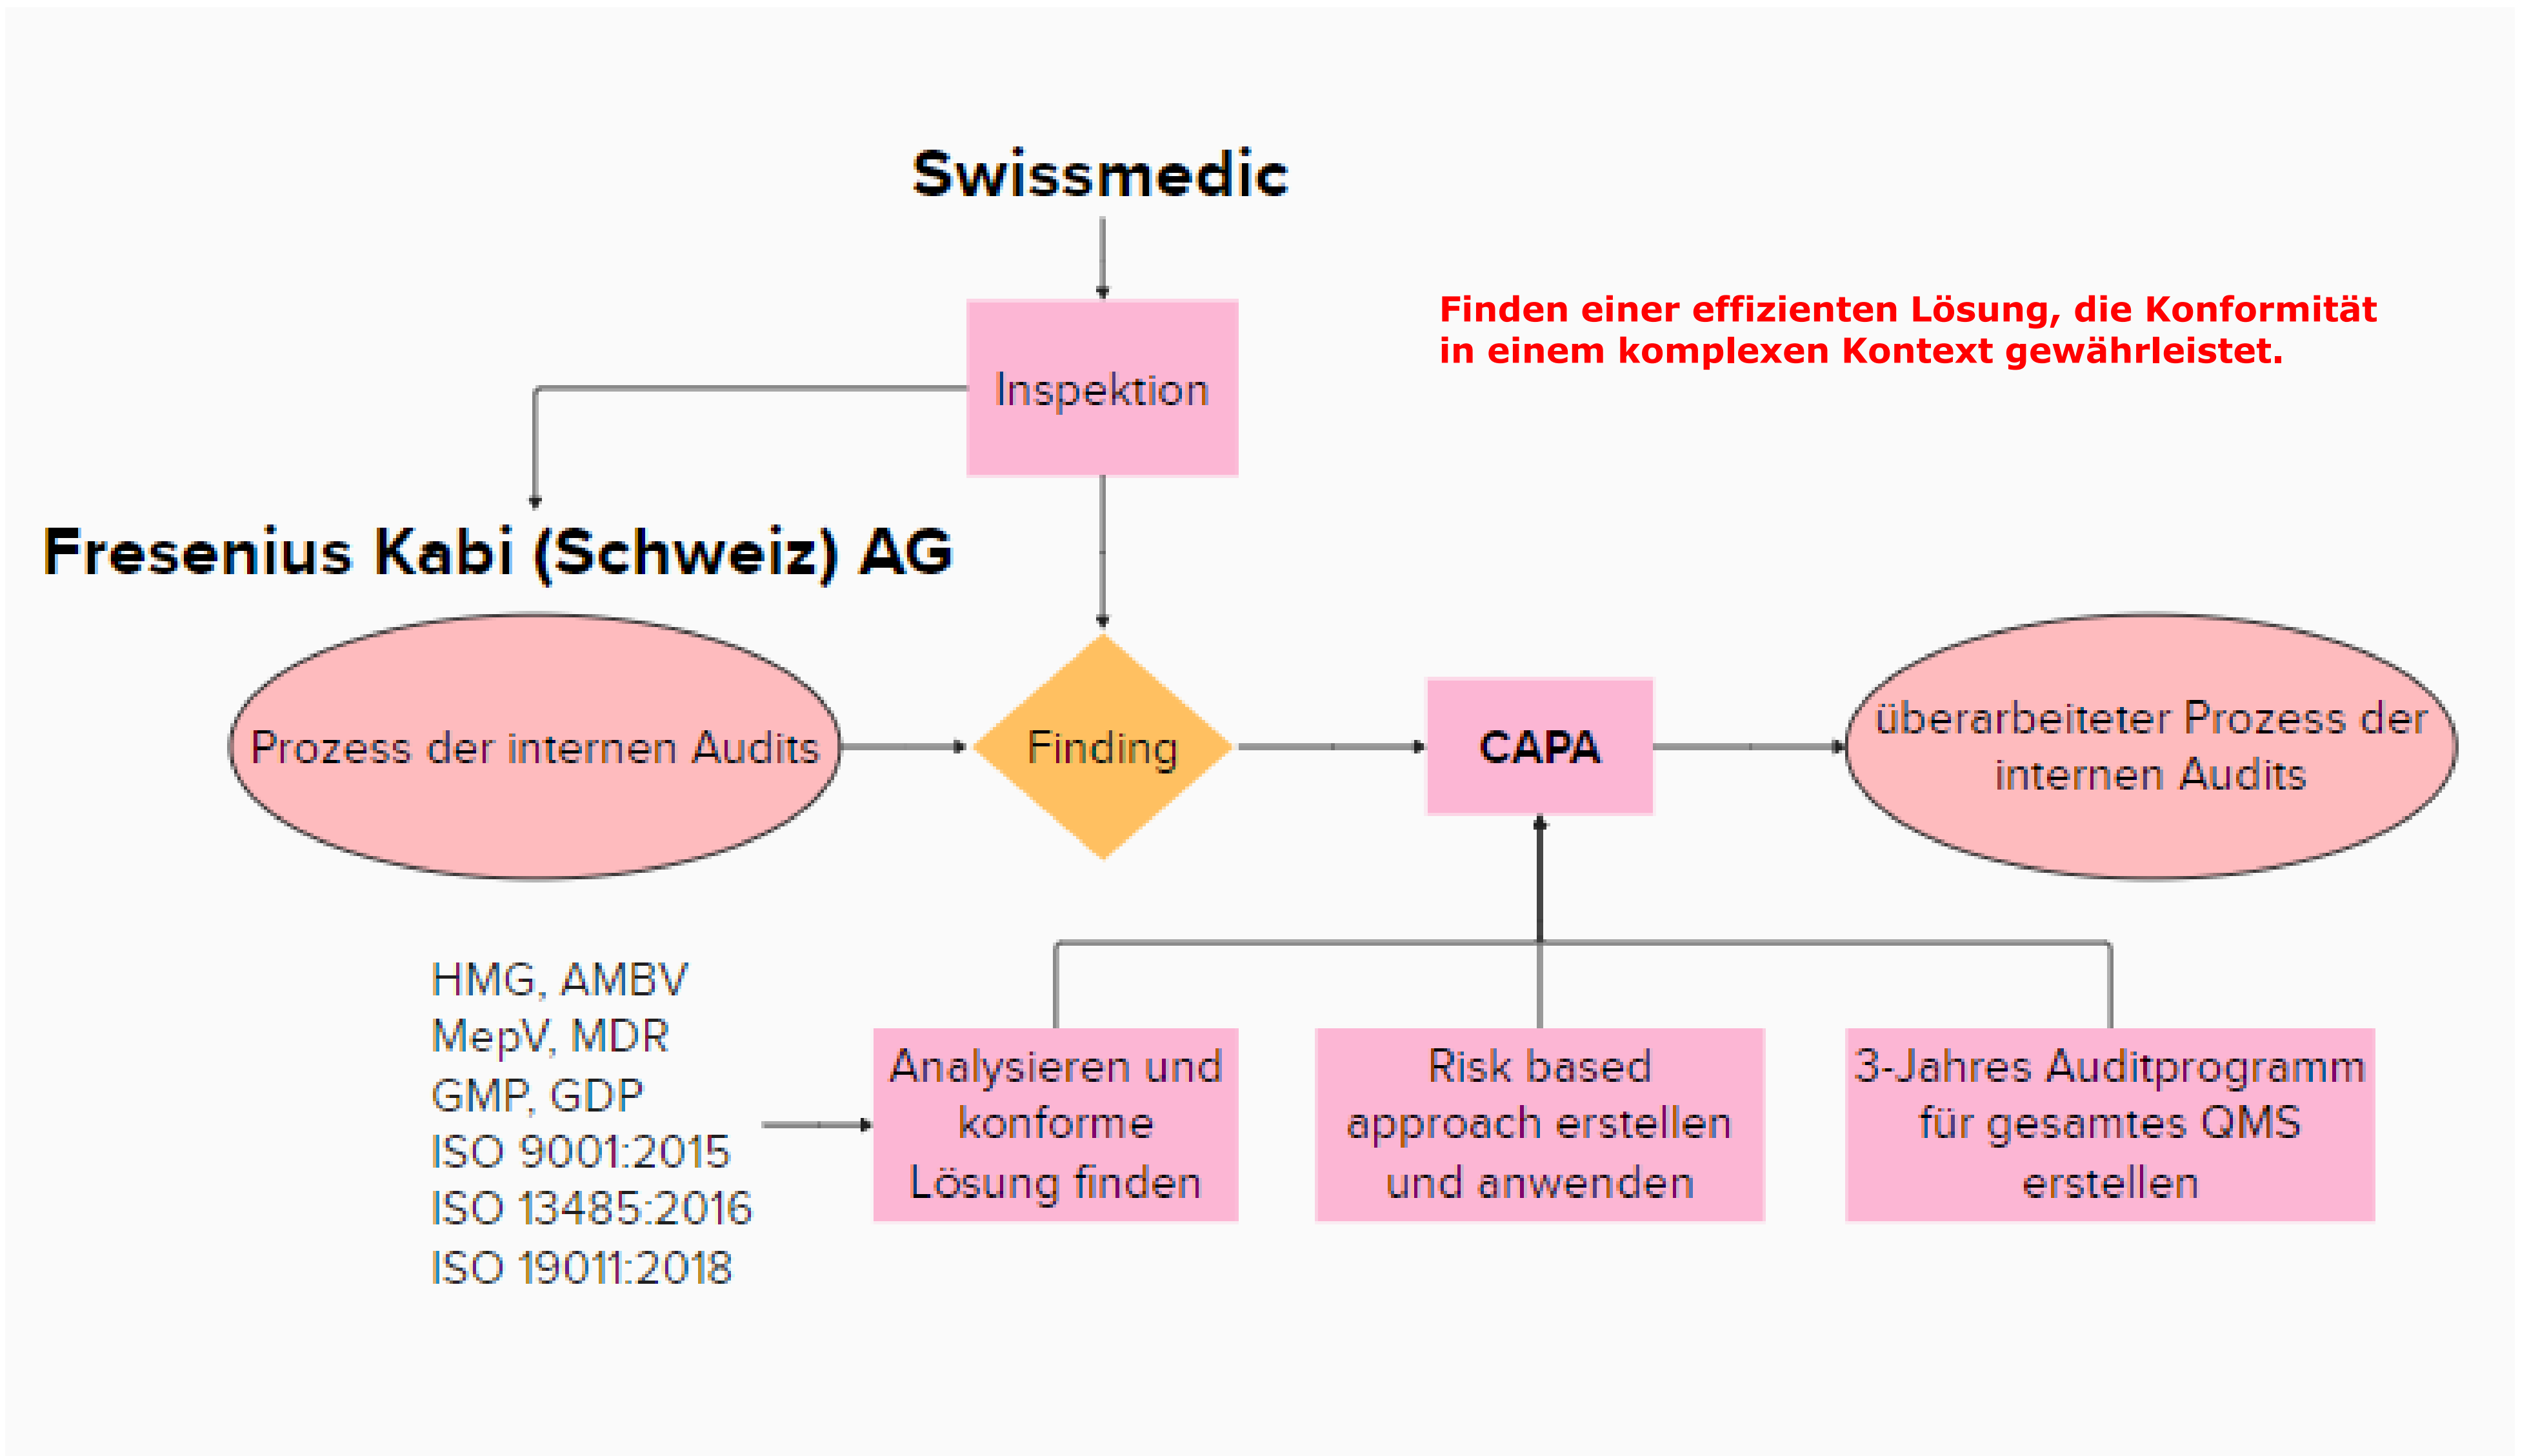 Swissmedic
Finden einer effizienten Lösung, die Konformität
in einem komplexen Kontext gewährleistet.
Inspektion
Fresenius Kabi (Schweiz) AG
Prozess der internen Audits
Finding
CAPA
überarbeiteter Prozess der
internen Audits
HMG, AMBV
MepV, MDR
GMP, GDP
ISO 9001:2015
ISO 13485:2016
ISO 19011:2018
Analysieren und
konforme
Lösung finden
Risk based
approach erstellen
und anwenden
3-Jahres Auditprogramm
für gesamtes QMS
erstellen